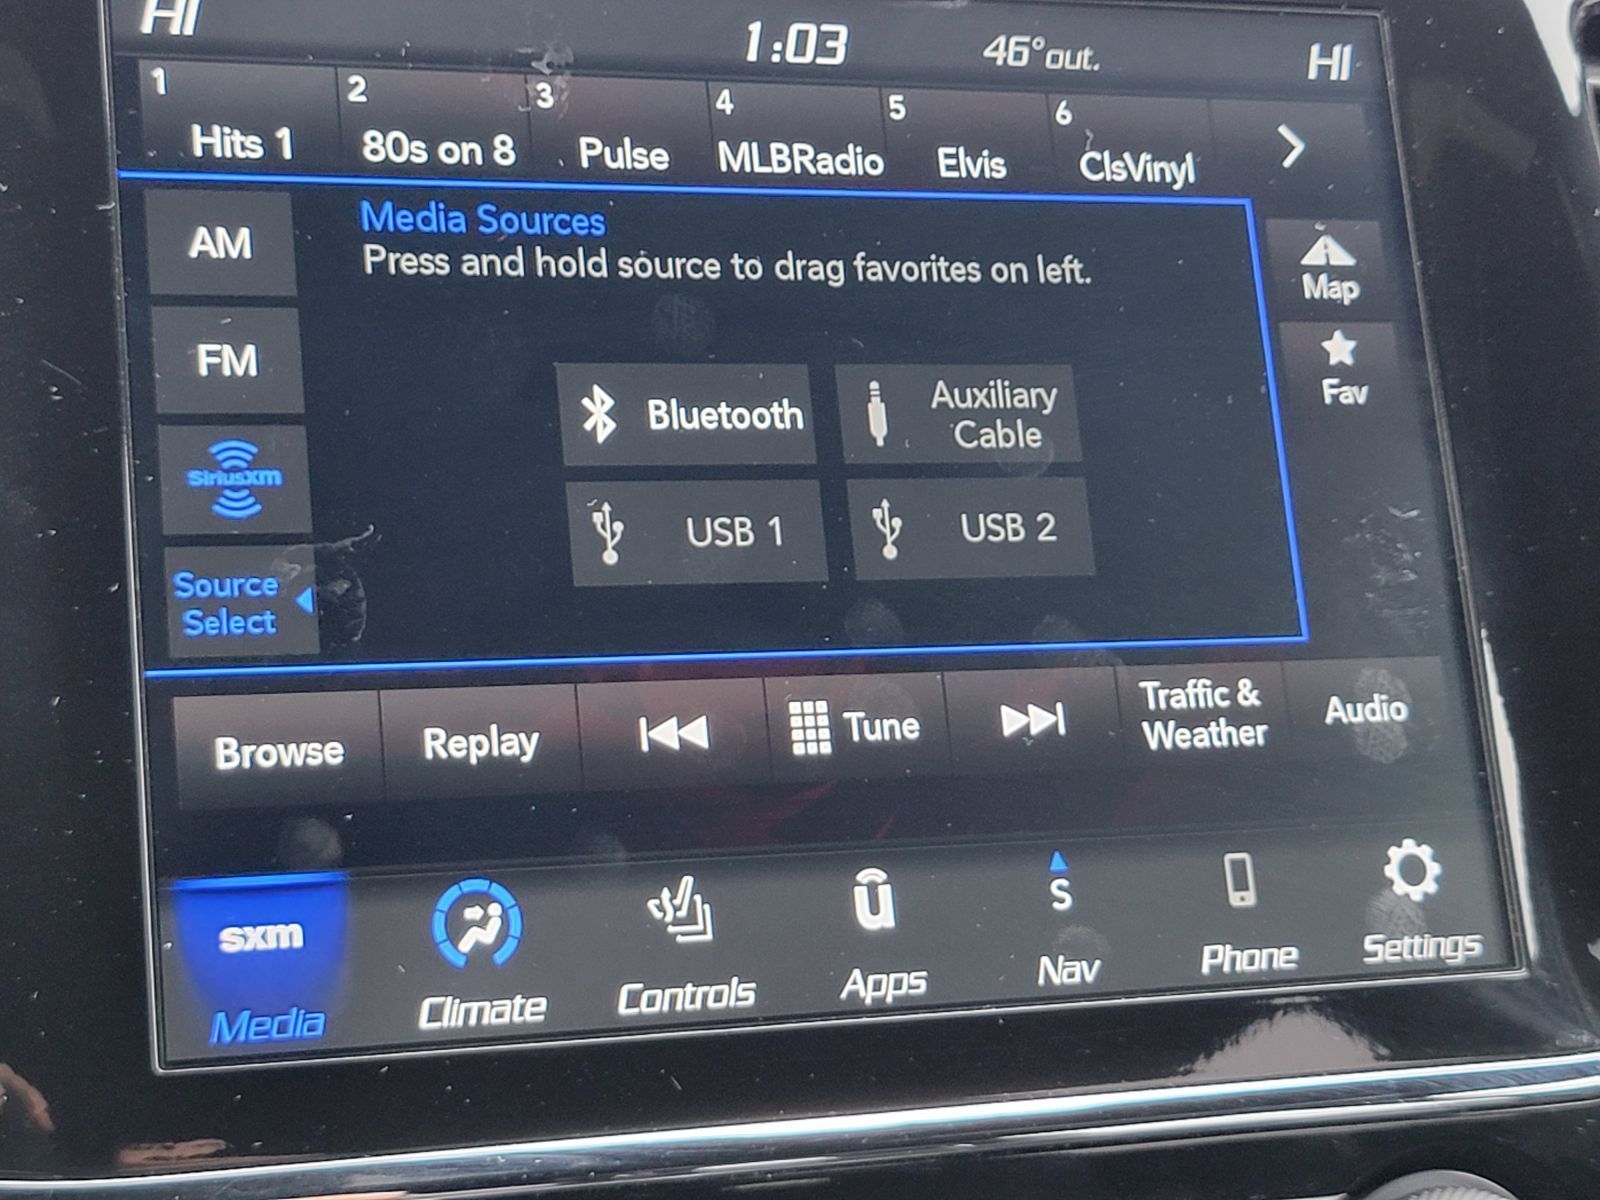 HI 1:03 46°out. HI
1 2 3 4 5 6
Hits 1 80s on 8 Pulse MLBRadio Elvis ClsVinyl
AM
FM
SiriusXM
Source
Select
Media Sources
Press and hold source to drag favorites on left.
Bluetooth
Auxiliary
Cable
USB 1
USB 2
Map
Fav
Browse
Replay
Tune
Traffic &
Weather
Audio
sxm
Media
Climate
Controls
u
Apps
S
Nav
Phone
Settings